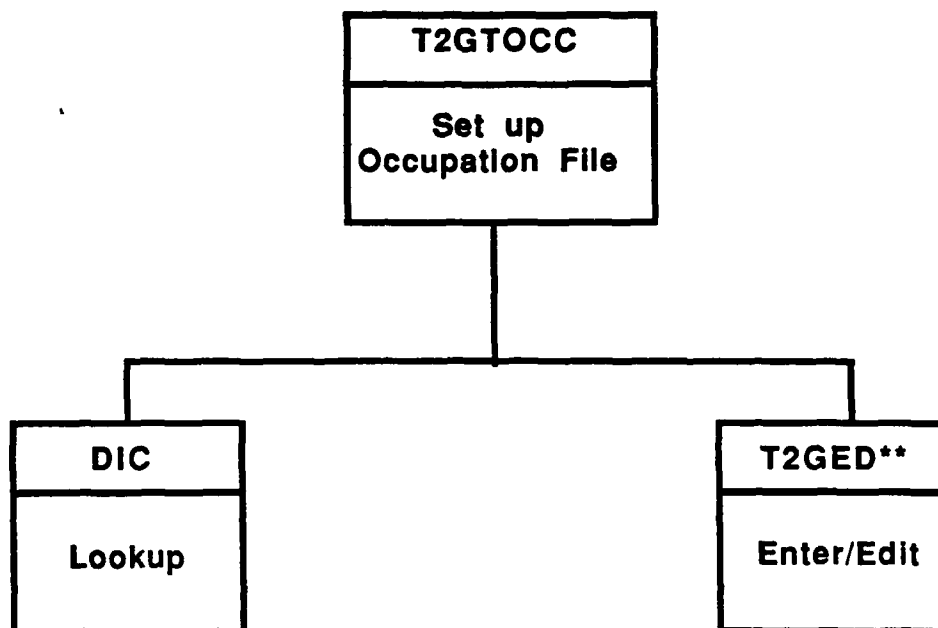 T2GTOCC
Set up
Occupation File
DIC
Lookup
T2GED**
Enter/Edit